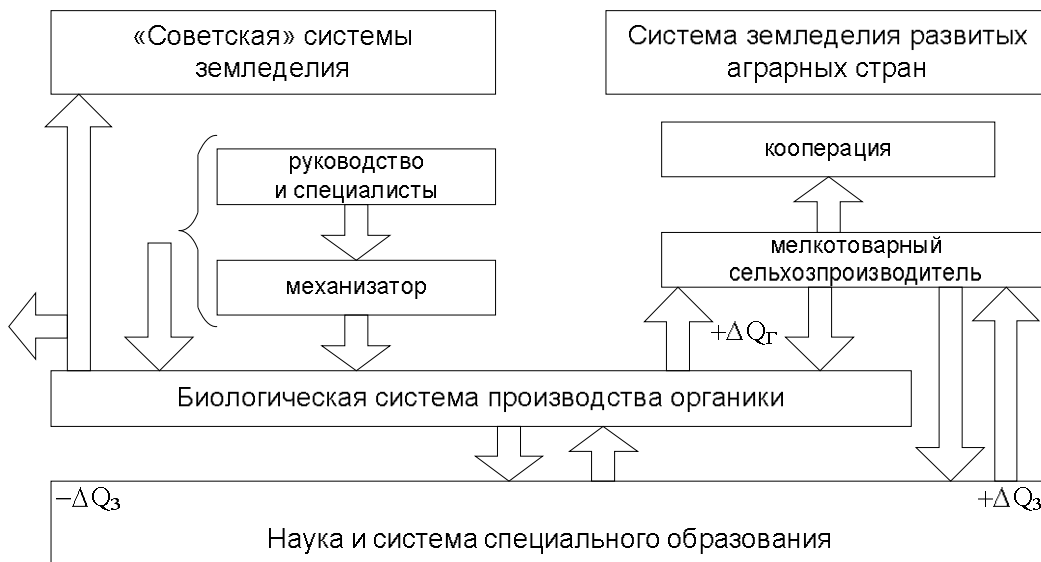 «Советская» системы
земледелия
Система земледелия развитых
аграрных стран
руководство
и специалисты
кооперация
механизатор
мелкотоварный
сельхозпроизводитель
+ΔQг
Биологическая система производства органики
−ΔQз
+ΔQз
Наука и система специального образования